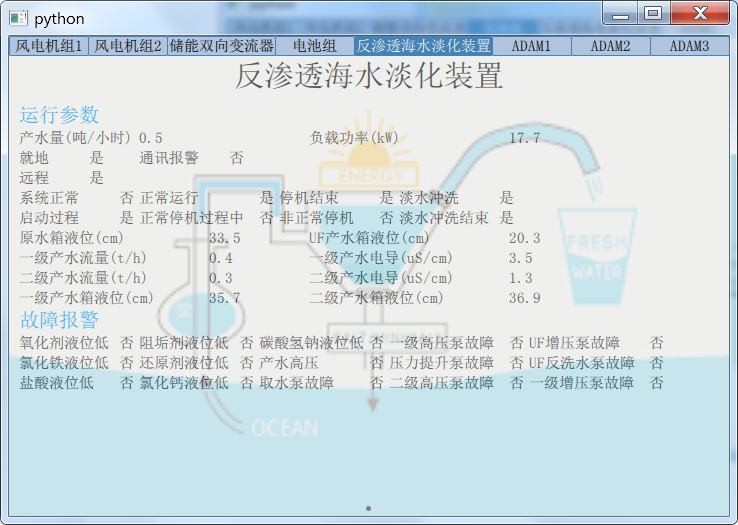 python
风电机组1 风电机组2 储能双向变流器 电池组 反渗透海水淡化装置 ADAM1 ADAM2 ADAM3
反渗透海水淡化装置
运行参数
产水量(吨/小时) 0.5 负载功率(kW) 17.7
就地 是 通讯报警 否
远程 是
系统正常 否 正常运行 是 停机结束 是 淡水冲洗 是
启动过程 是 正常停机过程中 否 非正常停机 否 淡水冲洗结束 是
原水箱液位(cm) 33.5 UF产水箱液位(cm) 20.3
一级产水流量(t/h) 0.4 一级产水电导(uS/cm) 3.5
二级产水流量(t/h) 0.3 二级产水电导(uS/cm) 1.3
一级产水箱液位(cm) 35.7 二级产水箱液位(cm) 36.9
故障报警
氧化剂液位低 否 阻垢剂液位低 否 碳酸氢钠液位低 否 一级高压泵故障 否 UF增压泵故障 否
氯化铁液位低 否 还原剂液位低 否 产水高压 否 压力提升泵故障 否 UF反洗水泵故障 否
盐酸液位低 否 氯化钙液位低 否 取水泵故障 否 二级高压泵故障 否 一级增压泵故障 否
ENERGY
FRESH
WATER
OCEAN